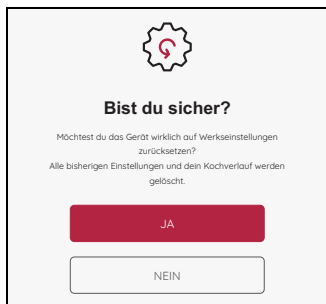 Bist du sicher?
Möchtest du das Gerät wirklich auf Werkseinstellungen
zurücksetzen?
Alle bisherigen Einstellungen und dein Kochverlauf werden
gelöscht.
JA
NEIN